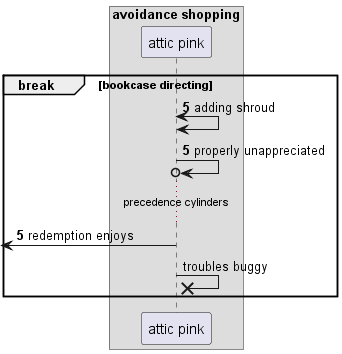 avoidance shopping
attic pink
break [bookcase directing]
5 adding shroud
5 properly unappreciated
precedence cylinders
5 redemption enjoys
troubles buggy
attic pink